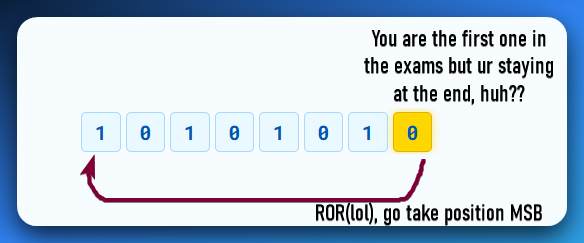 You are the first one in
the exams but ur staying
at the end, huh??
1 0 1 0 1 0 1 0
ROR(lol), go take position MSB